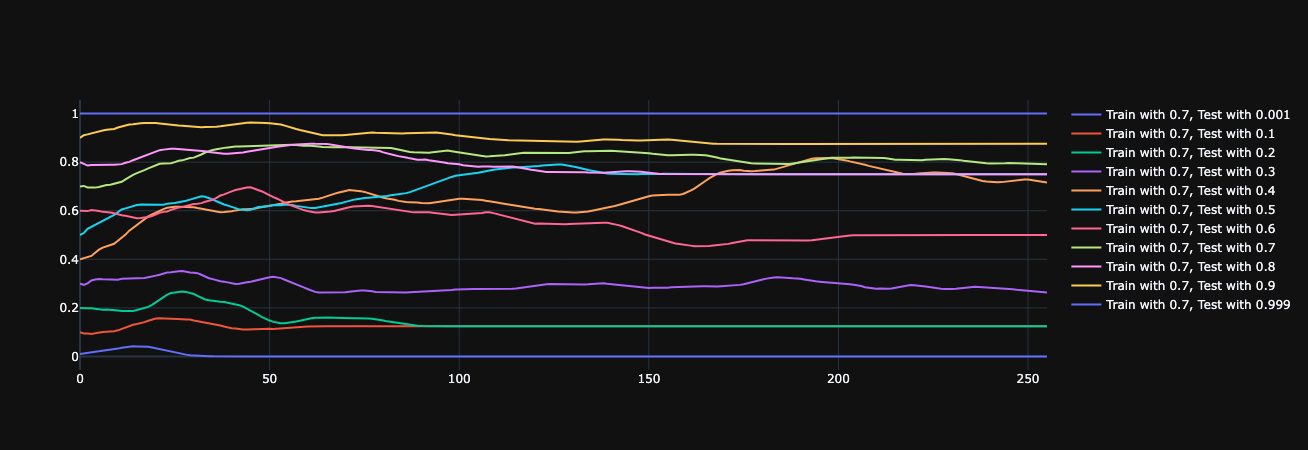 1
0.8
0.6
0.4
0.2
0
0 50 100 150 200 250
Train with 0.7, Test with 0.001
Train with 0.7, Test with 0.1
Train with 0.7, Test with 0.2
Train with 0.7, Test with 0.3
Train with 0.7, Test with 0.4
Train with 0.7, Test with 0.5
Train with 0.7, Test with 0.6
Train with 0.7, Test with 0.7
Train with 0.7, Test with 0.8
Train with 0.7, Test with 0.9
Train with 0.7, Test with 0.999